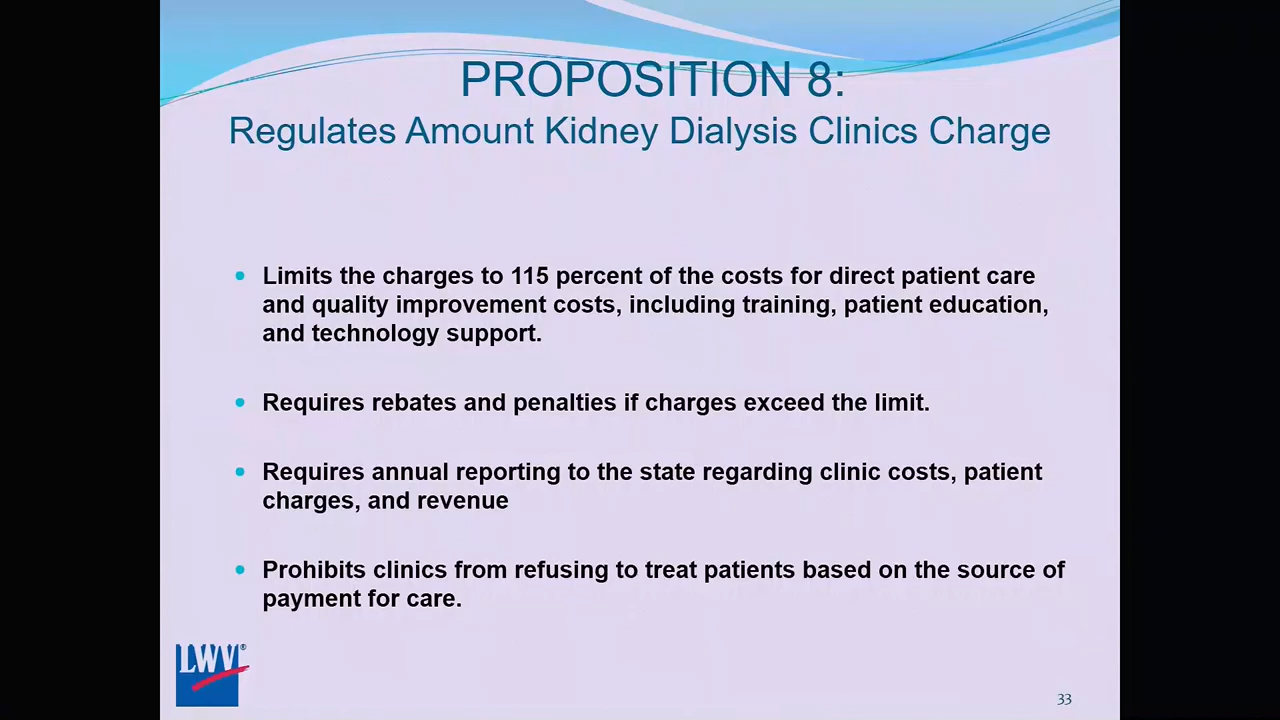 PROPOSITION 8:
Regulates Amount Kidney Dialysis Clinics Charge
• Limits the charges to 115 percent of the costs for direct patient care
and quality improvement costs, including training, patient education,
and technology support.
• Requires rebates and penalties if charges exceed the limit.
• Requires annual reporting to the state regarding clinic costs, patient
charges, and revenue
• Prohibits clinics from refusing to treat patients based on the source of
payment for care.
LWV®
33